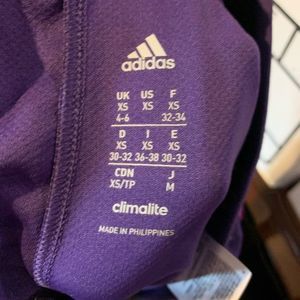 adidas
UK US F
XS XS XS
4-6 32-34
D I E
XS XS XS
30-32 36-38 30-32
CDN J
XS/TP M
climalite
MADE IN PHILIPPINES